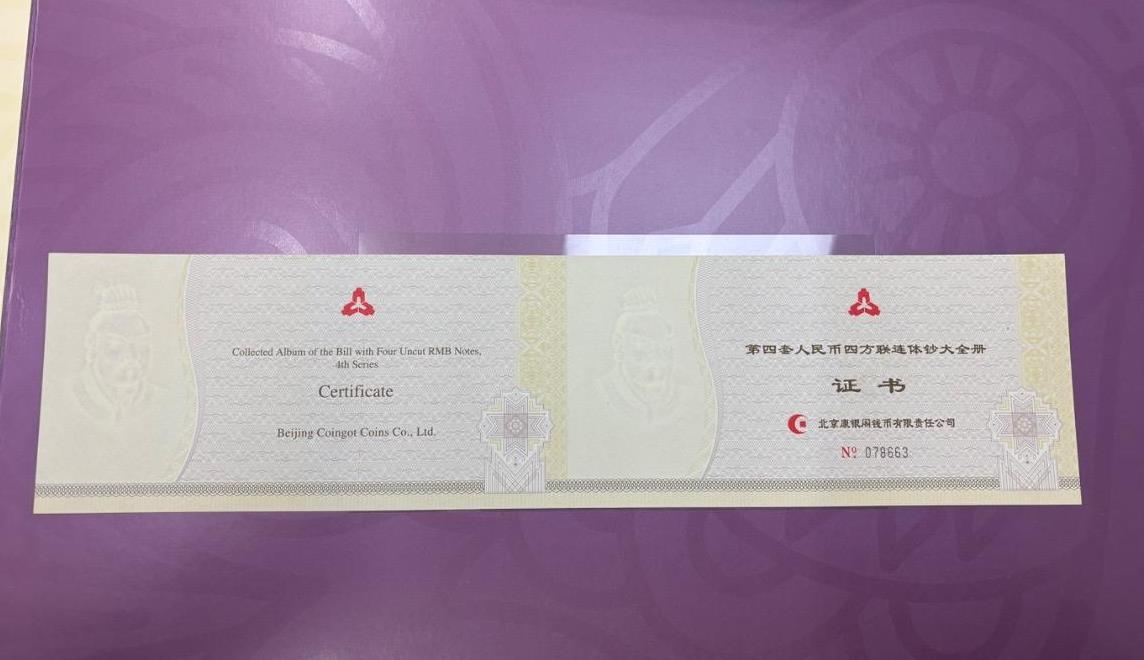 Collected Album of the Bill with Four Uncut RMB Notes,
4th Series
Certificate
Beijing Coingot Coins Co., Ltd.
第四套人民币四方联连体钞大全册
证书
北京康银阁钱币有限责任公司
Nº 078663